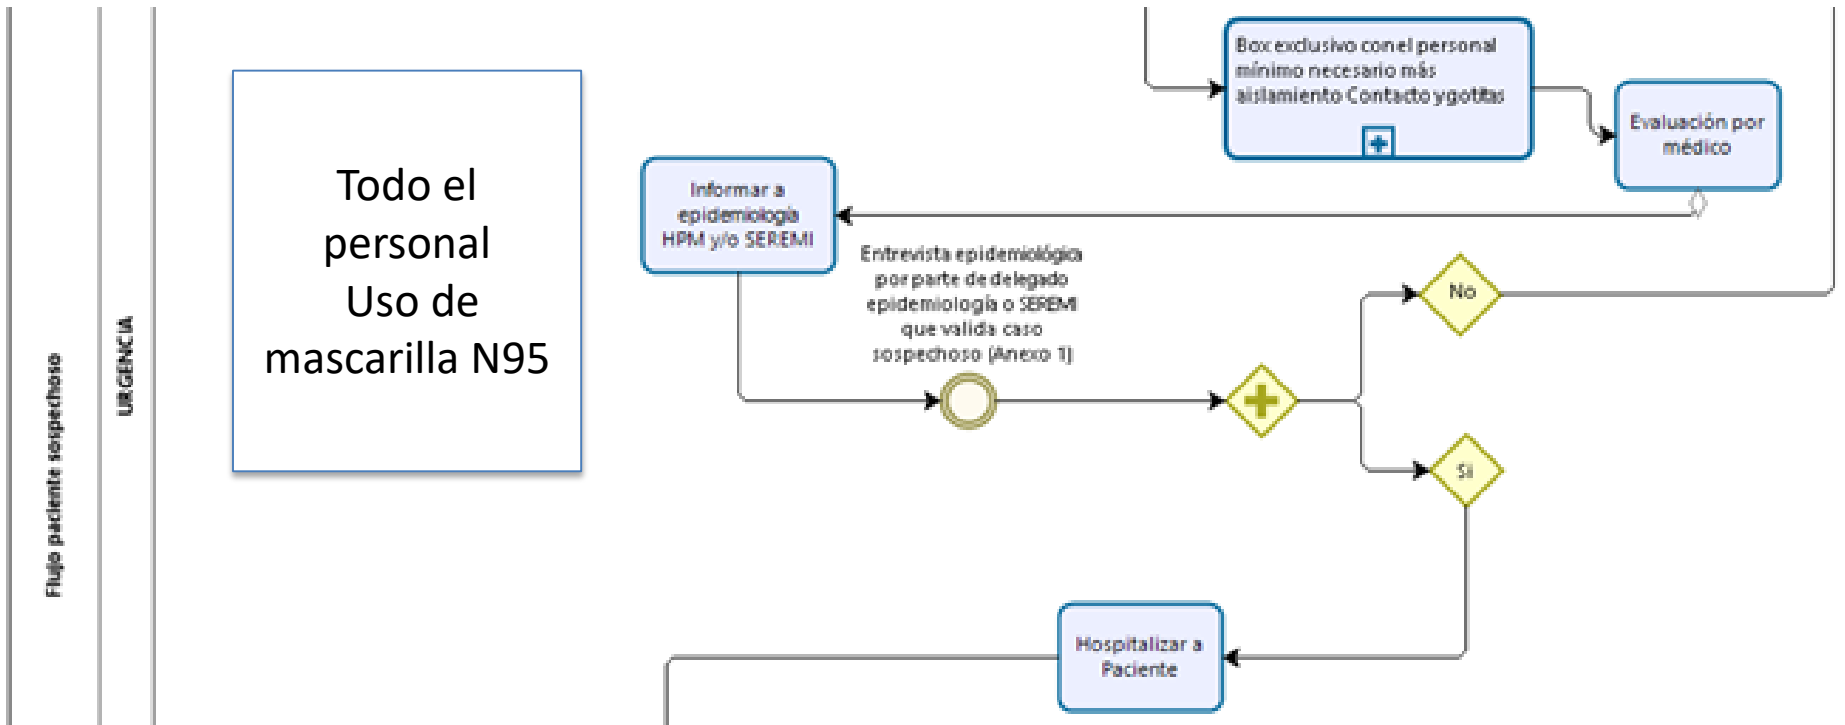 Flujo paciente sospechoso
URGENCIA
Todo el
personal
Uso de
mascarilla N95
Box exclusivo con el personal
mínimo necesario más
aislamiento Contacto y gotitas
Evaluación por
médico
Informar a
epidemiología
HPM y/o SEREMI
Entrevista epidemiológica
por parte de delegado
epidemiología o SEREMI
que valida caso
sospechoso (Anexo 1)
No
Si
Hospitalizar a
Paciente